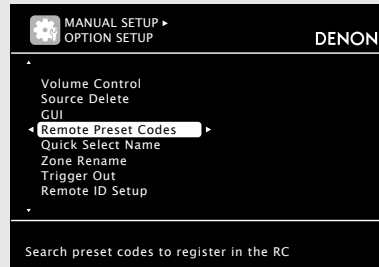 MANUAL SETUP ▸
OPTION SETUP
DENON
Volume Control
Source Delete
GUI
Remote Preset Codes
Quick Select Name
Zone Rename
Trigger Out
Remote ID Setup
Search preset codes to register in the RC